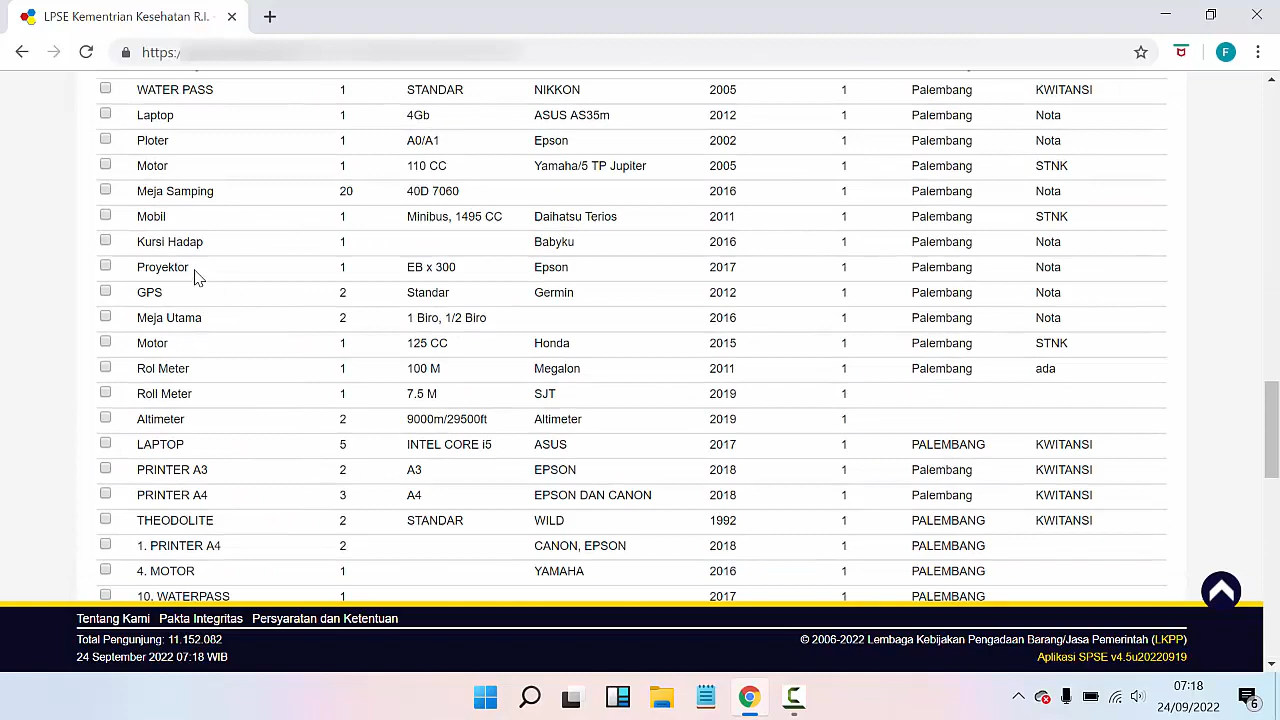 LPSE Kementrian Kesehatan R.I. -
https:/
F
WATER PASS 1 STANDAR NIKKON 2005 1 Palembang KWITANSI
Laptop 1 4Gb ASUS AS35m 2012 1 Palembang Nota
Ploter 1 A0/A1 Epson 2002 1 Palembang Nota
Motor 1 110 CC Yamaha/5 TP Jupiter 2005 1 Palembang STNK
Meja Samping 20 40D 7060 2016 1 Palembang Nota
Mobil 1 Minibus, 1495 CC Daihatsu Terios 2011 1 Palembang STNK
Kursi Hadap 1 Babyku 2016 1 Palembang Nota
Proyektor 1 EB x 300 Epson 2017 1 Palembang Nota
GPS 2 Standar Germin 2012 1 Palembang Nota
Meja Utama 2 1 Biro, 1/2 Biro 2016 1 Palembang Nota
Motor 1 125 CC Honda 2015 1 Palembang STNK
Rol Meter 1 100 M Megalon 2011 1 Palembang ada
Roll Meter 1 7.5 M SJT 2019 1
Altimeter 2 9000m/29500ft Altimeter 2019 1
LAPTOP 5 INTEL CORE i5 ASUS 2017 1 PALEMBANG KWITANSI
PRINTER A3 2 A3 EPSON 2018 1 Palembang KWITANSI
PRINTER A4 3 A4 EPSON DAN CANON 2018 1 Palembang KWITANSI
THEODOLITE 2 STANDAR WILD 1992 1 PALEMBANG KWITANSI
1. PRINTER A4 2 CANON, EPSON 2018 1 PALEMBANG
4. MOTOR 1 YAMAHA 2016 1 PALEMBANG
10. WATERPASS 1 2017 1 PALEMBANG
Tentang Kami Pakta Integritas Persyaratan dan Ketentuan
Total Pengunjung: 11.152.082 © 2006-2022 Lembaga Kebijakan Pengadaan Barang/Jasa Pemerintah (LKPP)
24 September 2022 07:18 WIB Aplikasi SPSE v4.5u20220919
07:18
24/09/2022
6